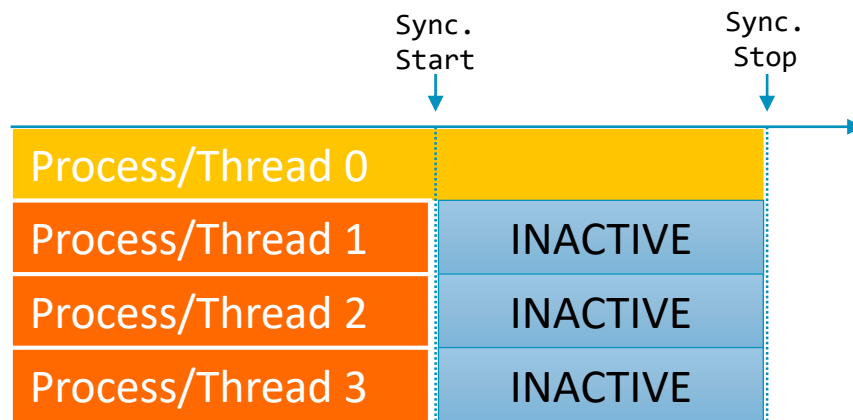 Sync.
Start
Sync.
Stop
Process/Thread 0
Process/Thread 1
INACTIVE
Process/Thread 2
INACTIVE
Process/Thread 3
INACTIVE